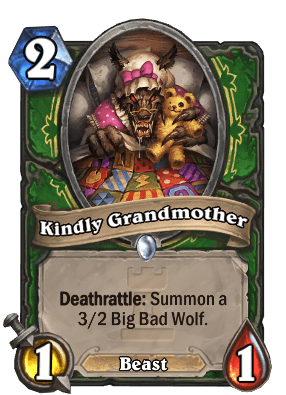 2
Kindly Grandmother
Deathrattle: Summon a
3/2 Big Bad Wolf.
1
Beast
1